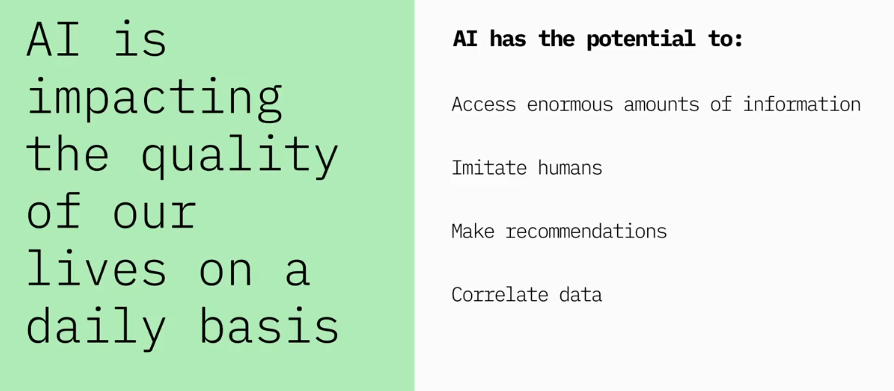 AI is
impacting
the quality
of our
lives on a
daily basis
AI has the potential to:
Access enormous amounts of information
Imitate humans
Make recommendations
Correlate data